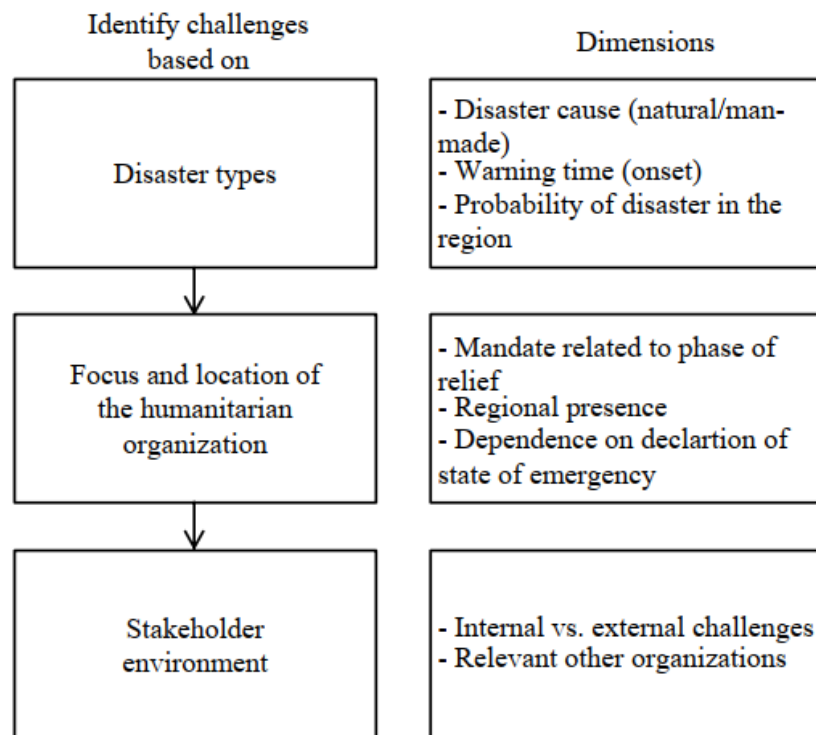 Identify challenges
based on
Dimensions
Disaster types
- Disaster cause (natural/man-
made)
- Warning time (onset)
- Probability of disaster in the
region
Focus and location of
the humanitarian
organization
- Mandate related to phase of
relief
- Regional presence
- Dependence on declartion of
state of emergency
Stakeholder
environment
- Internal vs. external challenges
- Relevant other organizations